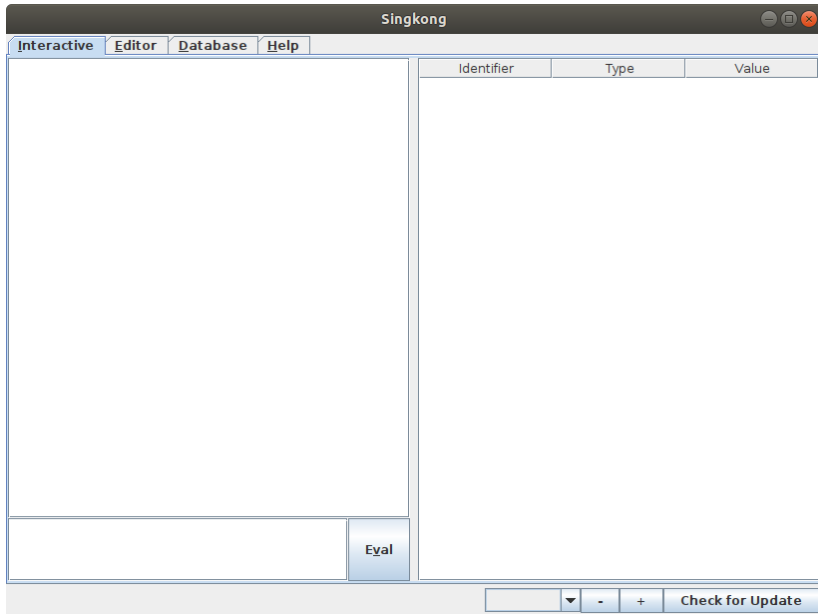 Singkong
Interactive Editor Database Help
Identifier Type Value
Eval
- + Check for Update